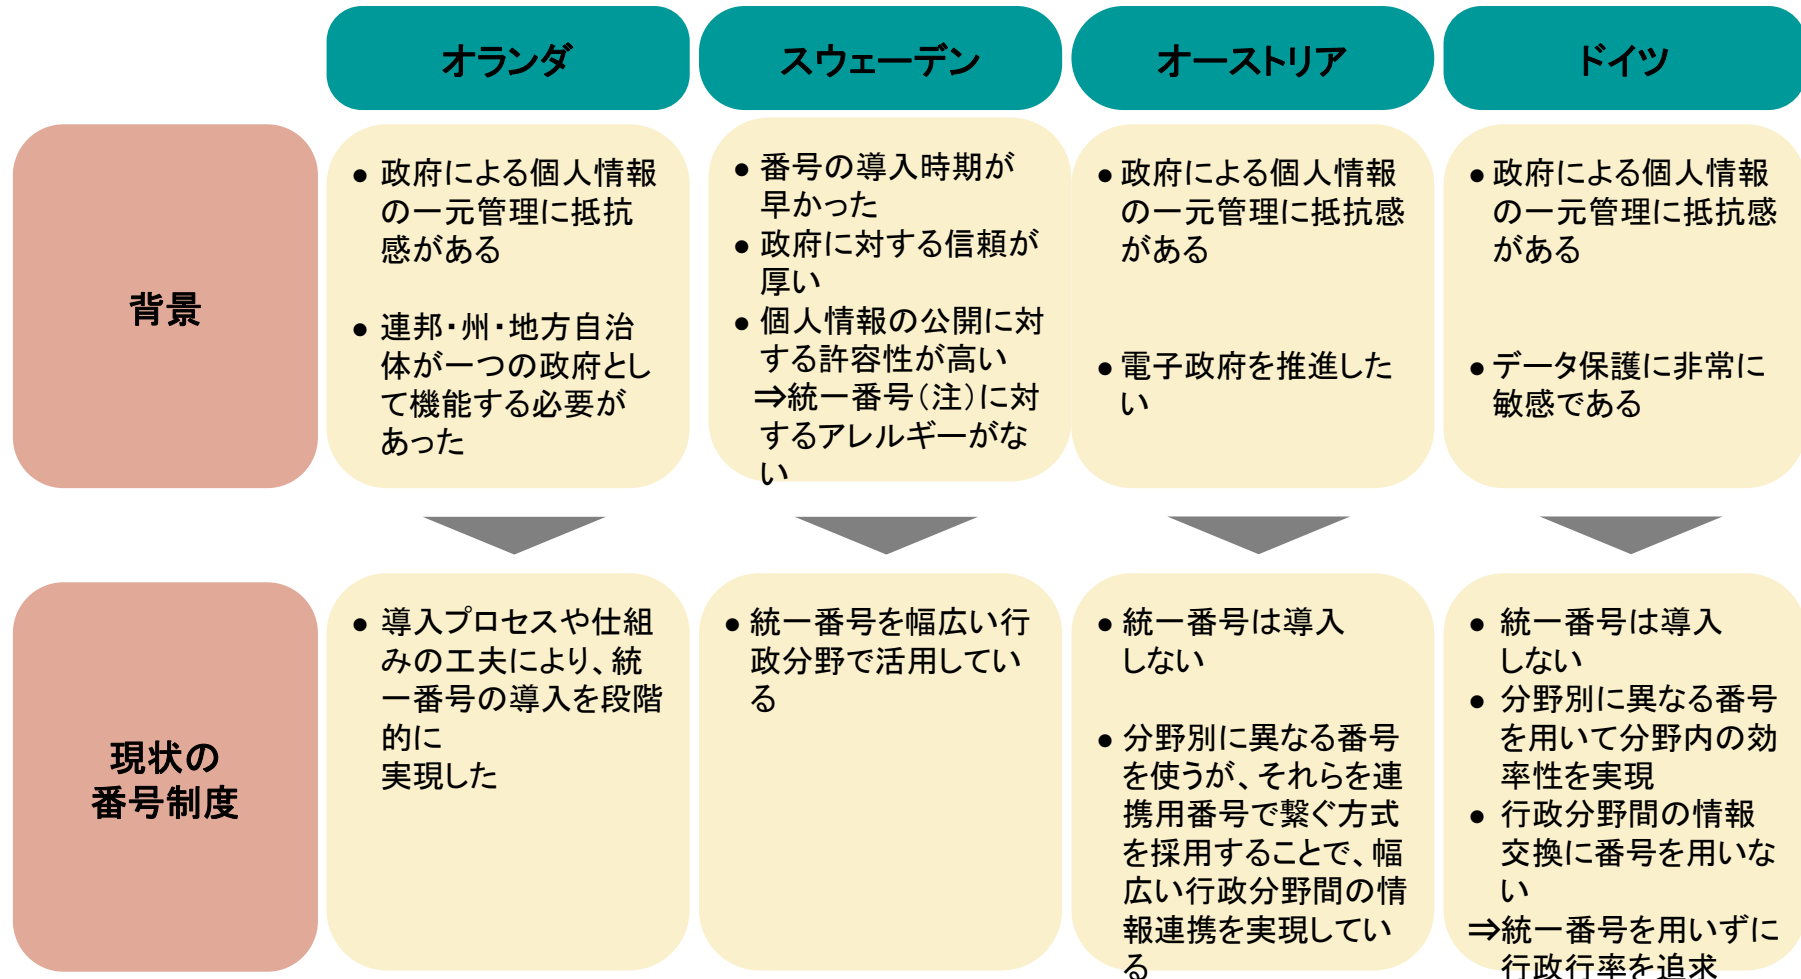 オランダ
スウェーデン
オーストリア
ドイツ
背景
● 政府による個人情報
の一元管理に抵抗
感がある
● 連邦・州・地方自治
体が一つの政府とし
て機能する必要が
あった
● 番号の導入時期が
早かった
● 政府に対する信頼が
厚い
● 個人情報の公開に対
する許容性が高い
⇒統一番号(注)に対
するアレルギーがな
い
● 政府による個人情報
の一元管理に抵抗感
がある
● 電子政府を推進した
い
● 政府による個人情報
の一元管理に抵抗感
がある
● データ保護に非常に
敏感である
現状の
番号制度
● 導入プロセスや仕組
みの工夫により、統
一番号の導入を段階
的に
実現した
● 統一番号を幅広い行
政分野で活用してい
る
● 統一番号は導入
しない
● 分野別に異なる番号
を使うが、それらを連
携用番号で繋ぐ方式
を採用することで、幅
広い行政分野間の情
報連携を実現してい
る
● 統一番号は導入
しない
● 分野別に異なる番号
を用いて分野内の効
率性を実現
● 行政分野間の情報
交換に番号を用いな
い
⇒統一番号を用いずに
行政行率を追求